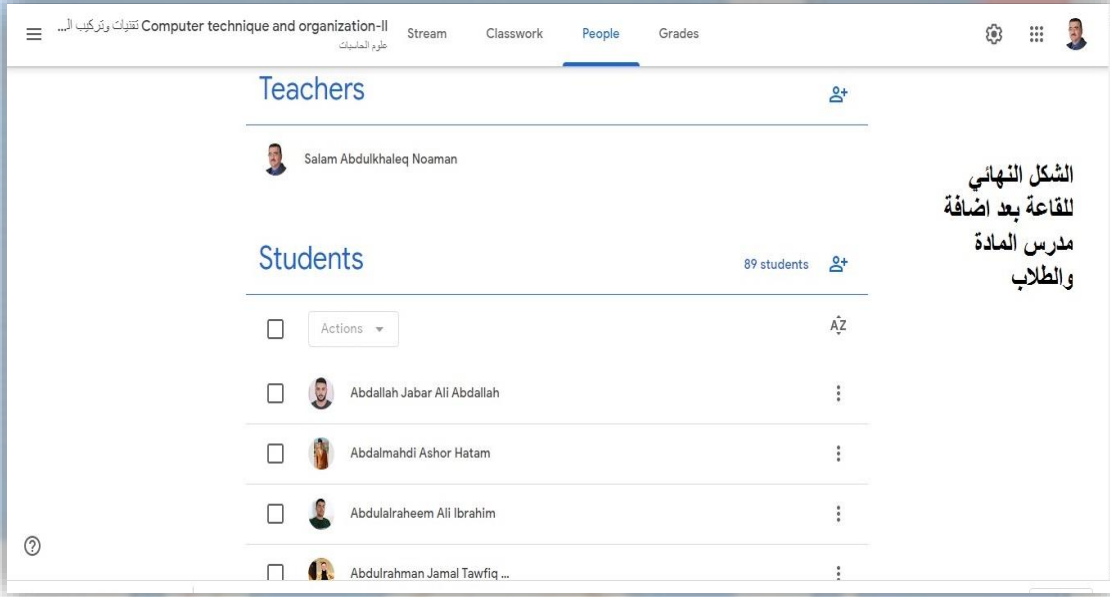 Computer technique and organization-II تقنيات وتركيب الـ...
علوم الحاسبات
Stream
Classwork
People
Grades
Teachers
Salam Abdulkhaleq Noaman
الشكل النهائي
للقاعة بعد اضافة
مدرس المادة
والطلاب
Students
89 students
Actions
AZ
Abdallah Jabar Ali Abdallah
Abdalmahdi Ashor Hatam
Abdulalraheem Ali Ibrahim
Abdulrahman Jamal Tawfiq ...